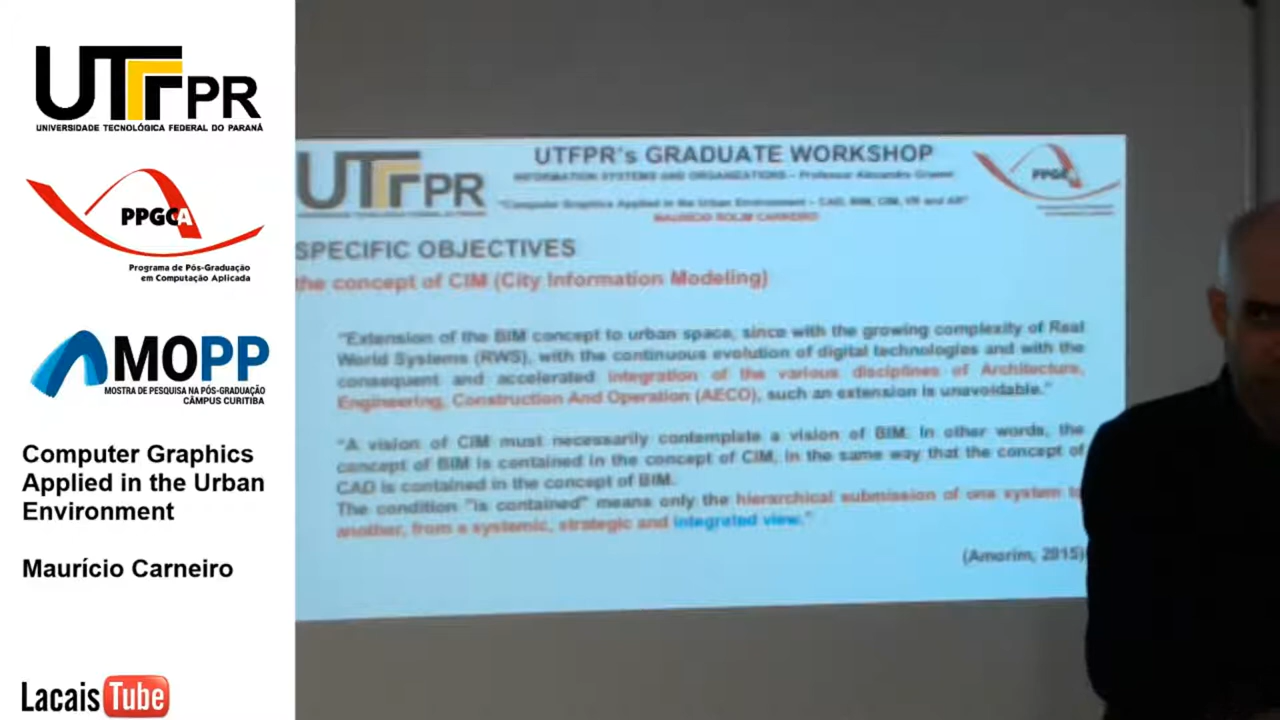 UTFPR
UNIVERSIDADE TECNOLÓGICA FEDERAL DO PARANÁ
PPGCA
Programa de Pós-Graduação
em Computação Aplicada
AMOPP
MOSTRA DE PESQUISA NA PÓS-GRADUAÇÃO
CÂMPUS CURITIBA
Computer Graphics
Applied in the Urban
Environment
Maurício Carneiro
LacaisTube
UTFPR
UTFPR's GRADUATE WORKSHOP
INFORMATION SYSTEMS AND ORGANIZATIONS - Professor Alexandre
"Computer Graphics Applied in the Urban Environment - CAD, BIM, CIM, VR and AR"
MAURICIO ROLIM CARNEIRO
PPGCA
SPECIFIC OBJECTIVES
the concept of CIM (City Information Modeling)
"Extension of the BIM concept to urban space, since with the growing complexity of Real
World Systems (RWS), with the continuous evolution of digital technologies and with the
consequent and accelerated integration of the various disciplines of Architecture,
Engineering, Construction And Operation (AECO), such an extension is unavoidable."
"A vision of CIM must necessarily contemplate a vision of BIM. In other words, the
concept of BIM is contained in the concept of CIM, in the same way that the concept of
CAD is contained in the concept of BIM.
The condition "is contained" means only the hierarchical submission of one system to
another, from a systemic, strategic and integrated view."
(Amorim, 2015)